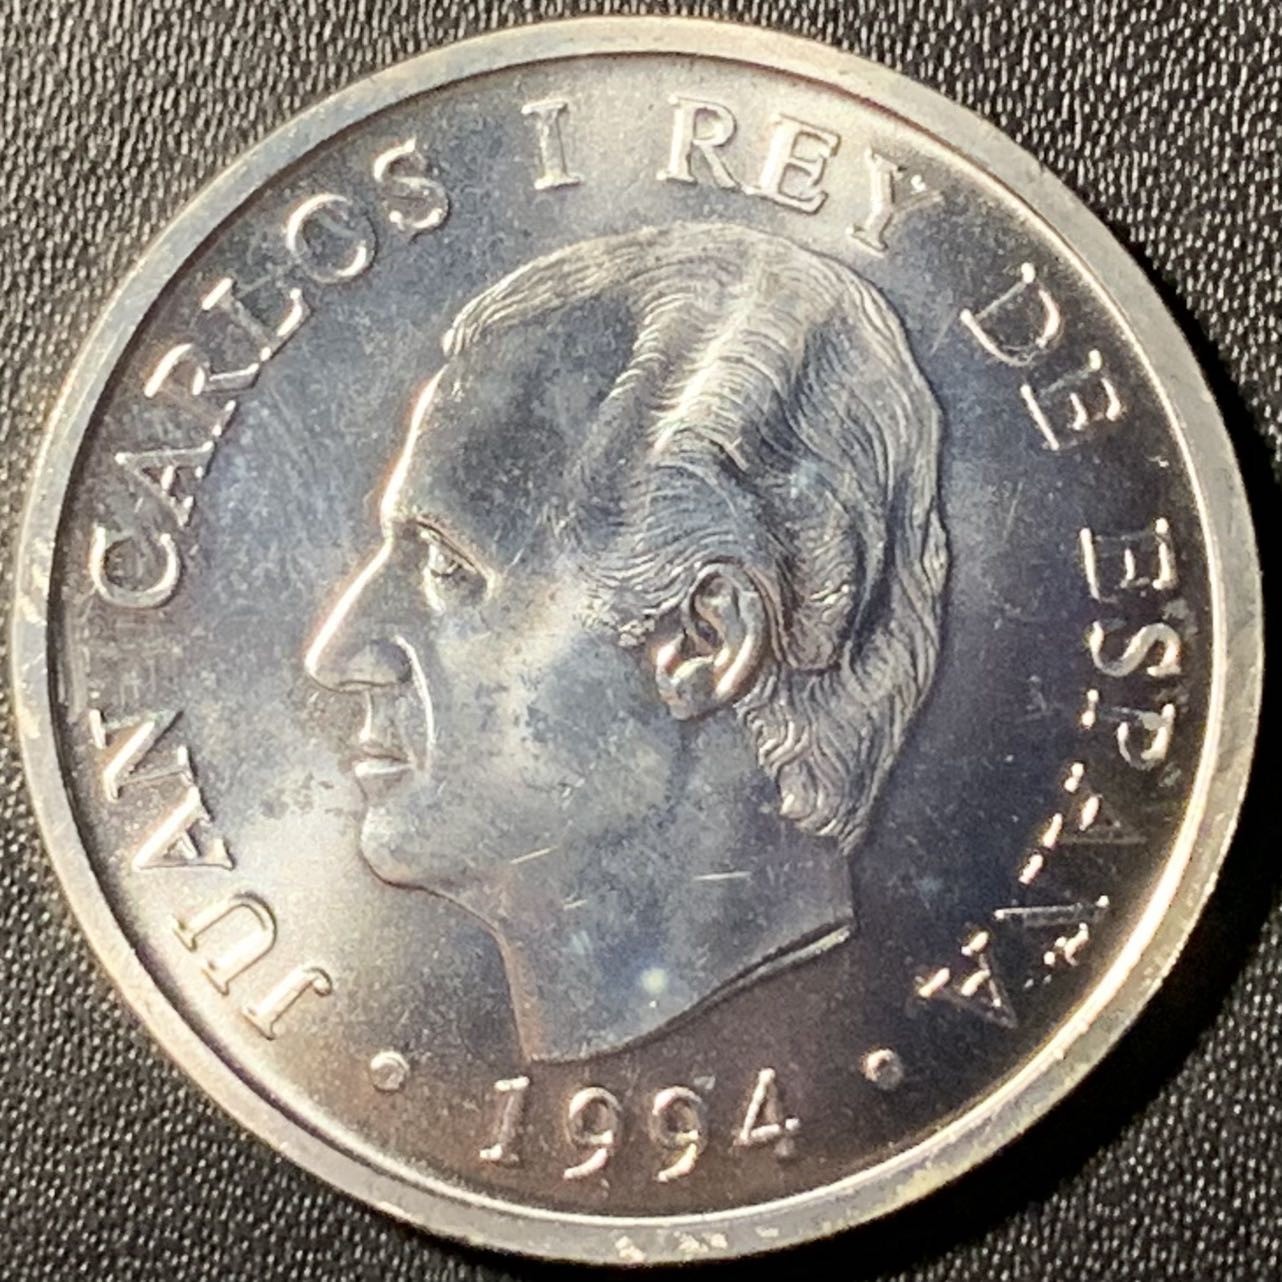 JUAN CARLOS I REY DE ESPAÑA
• 1994 •